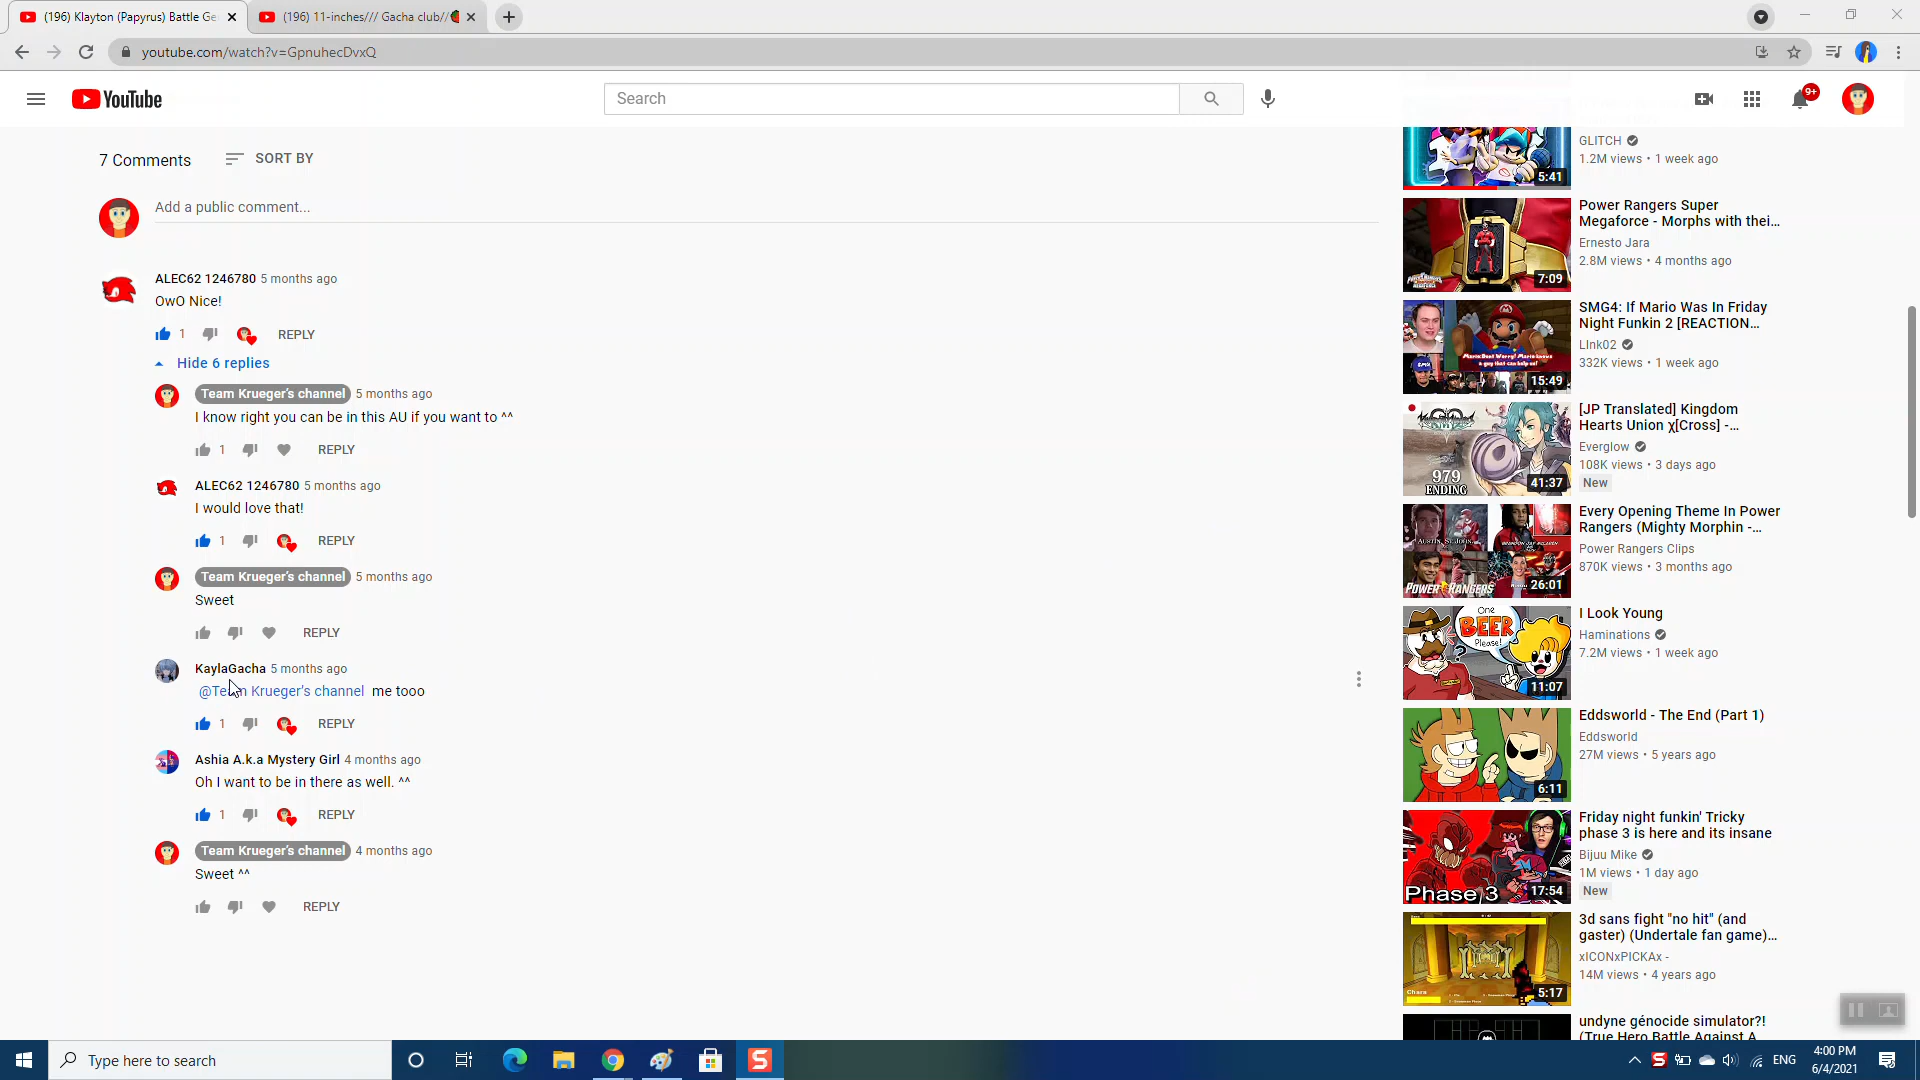 (196) Klayton (Papyrus) Battle Ge
(196) 11-inches/// Gacha club//
youtube.com/watch?v=GpnuhecDvxQ
YouTube
Search
9+
7 Comments
SORT BY
Add a public comment...
ALEC62 1246780 5 months ago
OwO Nice!
1
REPLY
Hide 6 replies
Team Krueger's channel 5 months ago
I know right you can be in this AU if you want to ^^
1
REPLY
ALEC62 1246780 5 months ago
I would love that!
1
REPLY
Team Krueger's channel 5 months ago
Sweet
REPLY
KaylaGacha 5 months ago
@Team Krueger's channel me tooo
1
REPLY
Ashia A.k.a Mystery Girl 4 months ago
Oh I want to be in there as well. ^^
1
REPLY
Team Krueger's channel 4 months ago
Sweet ^^
REPLY
5:41
GLITCH
1.2M views • 1 week ago
7:09
Power Rangers Super
Megaforce - Morphs with thei...
Ernesto Jara
2.8M views • 4 months ago
15:49
SMG4: If Mario Was In Friday
Night Funkin 2 [REACTION...
LInk02
332K views • 1 week ago
979
ENDING
41:37
[JP Translated] Kingdom
Hearts Union χ[Cross] -...
Everglow
108K views • 3 days ago
New
AUSTIN ST. JOHN
POWER RANGERS
26:01
Every Opening Theme In Power
Rangers (Mighty Morphin -...
Power Rangers Clips
870K views • 3 months ago
One
BEER
Please!
?
11:07
I Look Young
Haminations
7.2M views • 1 week ago
6:11
Eddsworld - The End (Part 1)
Eddsworld
27M views • 5 years ago
Phase 3
17:54
Friday night funkin' Tricky
phase 3 is here and its insane
Bijuu Mike
1M views • 1 day ago
New
Chara
5:17
3d sans fight "no hit" (and
gaster) (Undertale fan game)...
xICONxPICKAx -
14M views • 4 years ago
undyne génocide simulator?!
(True Hero Battle Against A
Type here to search
ENG
4:00 PM
6/4/2021